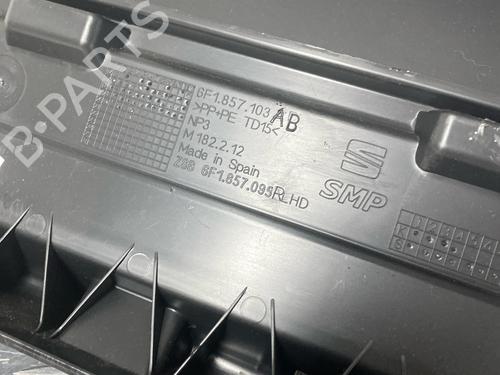 B-PARTS
6F1.857.103 AB
>PP+PE TD15<
NP3
M 182.2.12
Made in Spain
ZSB 6F1.857.095 R LHD
SMP